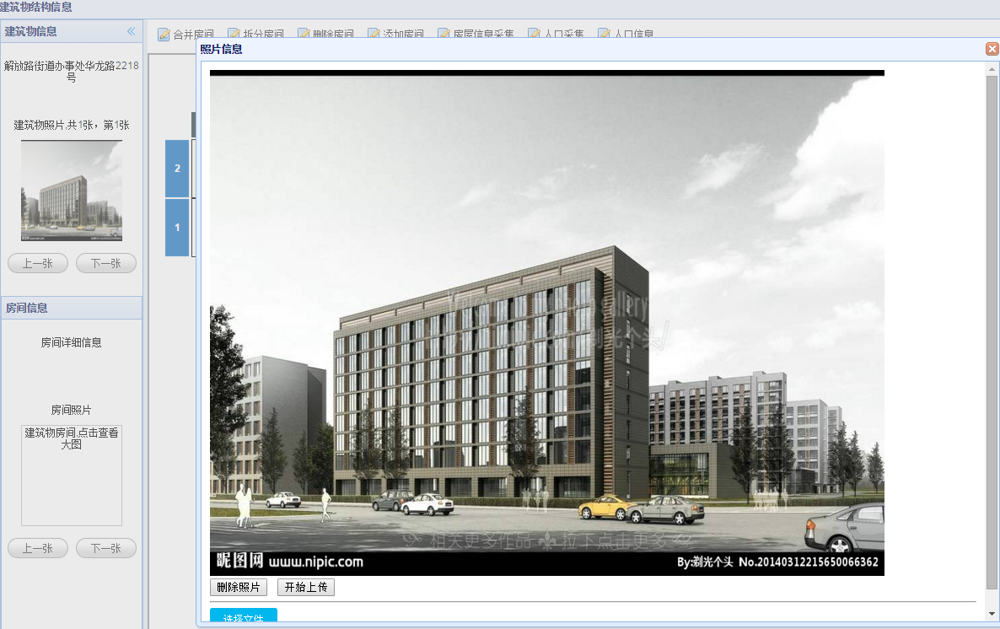 建筑物结构信息
建筑物信息
解放路街道办事处华龙路2218
号
建筑物照片,共1张，第1张
上一张 下一张
房间信息
房间详细信息
房间照片
建筑物房间,点击查看
大图
上一张 下一张
合并房间 拆分房间 删除房间 添加房间 房屋信息采集 人口采集 人口信息
2
1
照片信息
相关更多作品 拉下点击更多
昵图网 www.nipic.com
By:剃光个头 No.20140312215650066362
删除照片 开始上传
选择文件